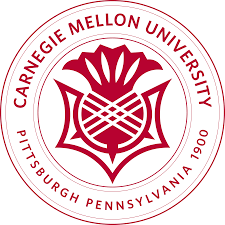 CARNEGIE MELLON UNIVERSITY
PITTSBURGH PENNSYLVANIA 1900